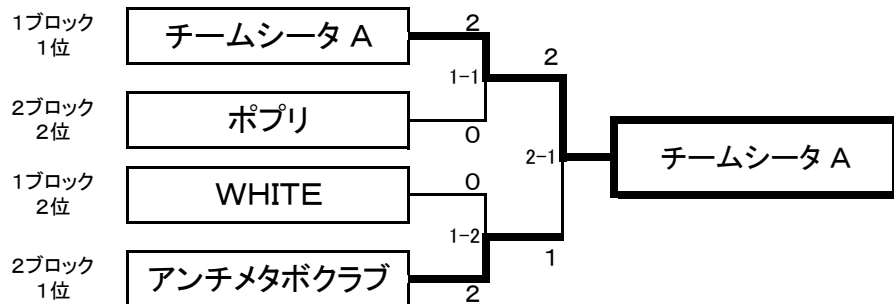 1ブロック
1位
チームシータ A
2
1-1
2
2ブロック
2位
ポプリ
0
2-1
チームシータ A
1ブロック
2位
WHITE
0
1-2
1
2ブロック
1位
アンチメタボクラブ
2